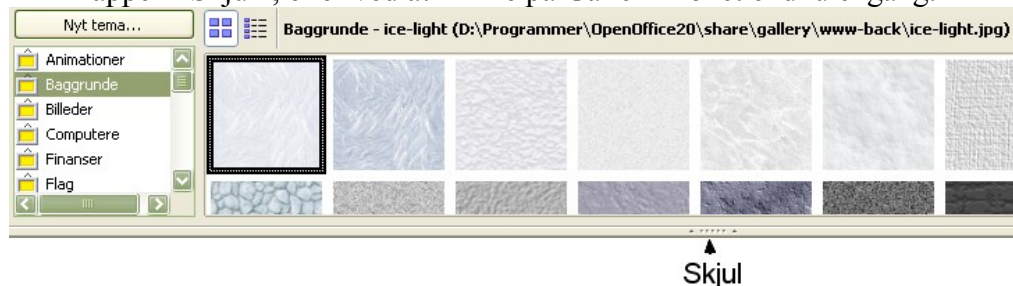 Nyt tema...
Baggrunde - ice-light (D:\Programmer\OpenOffice20\share\gallery\www-back\ice-light.jpg)
Animationer
Baggrunde
Billeder
Computere
Finanser
Flag
Skjul